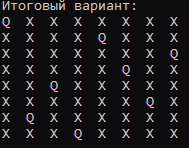 Итоговый вариант:
Q X X X X X X X
X X X X Q X X X
X X X X X X X Q
X X X X X Q X X
X X Q X X X X X
X X X X X X Q X
X Q X X X X X X
X X X Q X X X X